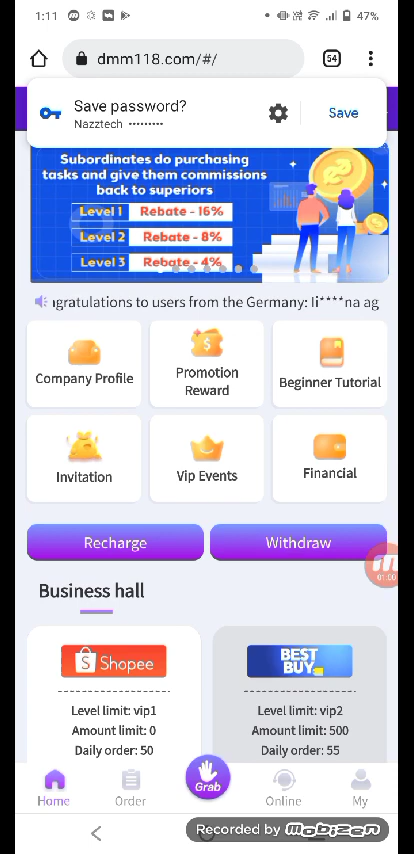 1:11
47%
dmm118.com/#/
54
Save password?
Nazztech ·········
Save
Subordinates do purchasing
tasks and give them commissions
back to superiors
Level 1 Rebate - 16%
Level 2 Rebate - 8%
Level 3 Rebate - 4%
ngratulations to users from the Germany: li****na ag
Company Profile
Promotion
Reward
Beginner Tutorial
Invitation
Vip Events
Financial
Recharge
Withdraw
01:00
Business hall
Shopee
BEST
BUY
Level limit: vip1
Level limit: vip2
Amount limit: 0
Amount limit: 500
Daily order: 50
Daily order: 55
Home
Order
Grab
Online
My
Recorded by mobizen